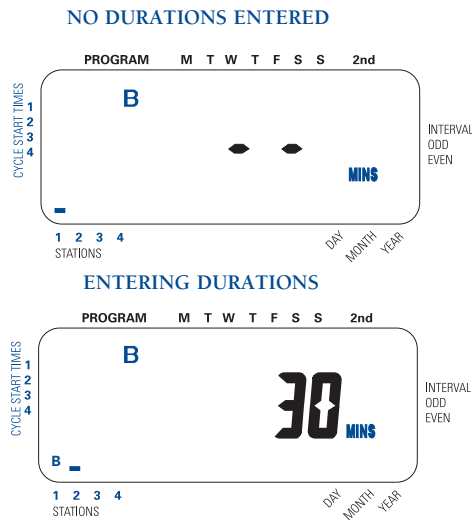 NO DURATIONS ENTERED
PROGRAM M T W T F S S 2nd
CYCLE START TIMES
1
2
3
4
B
INTERVAL
ODD
EVEN
MINS
1 2 3 4
STATIONS
DAY
MONTH
YEAR
ENTERING DURATIONS
PROGRAM M T W T F S S 2nd
CYCLE START TIMES
1
2
3
4
B
30 MINS
INTERVAL
ODD
EVEN
B
1 2 3 4
STATIONS
DAY
MONTH
YEAR